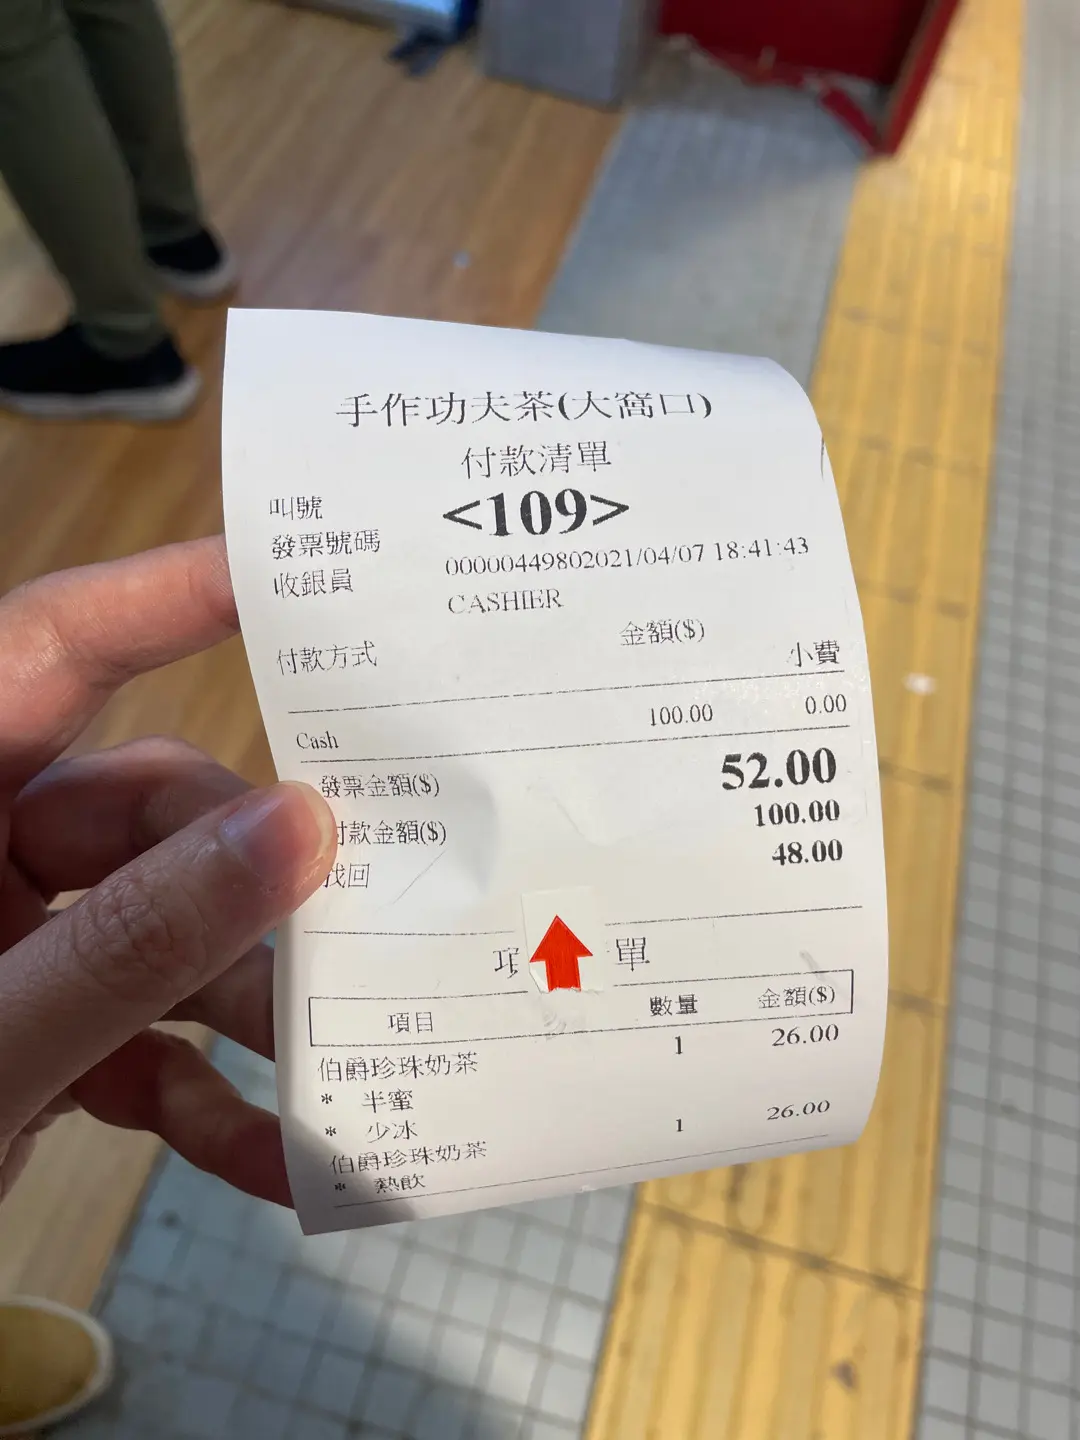 手作功夫茶(大窩口)
付款清單
叫號 <109>
發票號碼 00000449802021/04/07 18:41:43
收銀員 CASHIER
付款方式 金額($) 小費
Cash 100.00 0.00
發票金額($) 52.00
付款金額($) 100.00
找回 48.00
項 單
項目 數量 金額($)
伯爵珍珠奶茶 1 26.00
* 半蜜
* 少冰
伯爵珍珠奶茶 1 26.00
* 熱飲